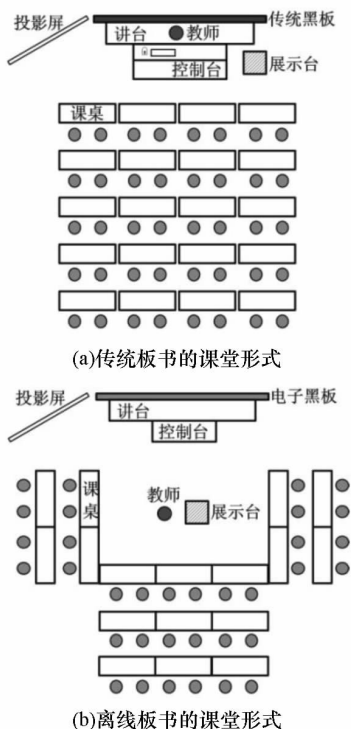 投影屏
传统黑板
讲台
教师
控制台
展示台
课桌
(a)传统板书的课堂形式
投影屏
电子黑板
讲台
控制台
课桌
教师
展示台
(b)离线板书的课堂形式